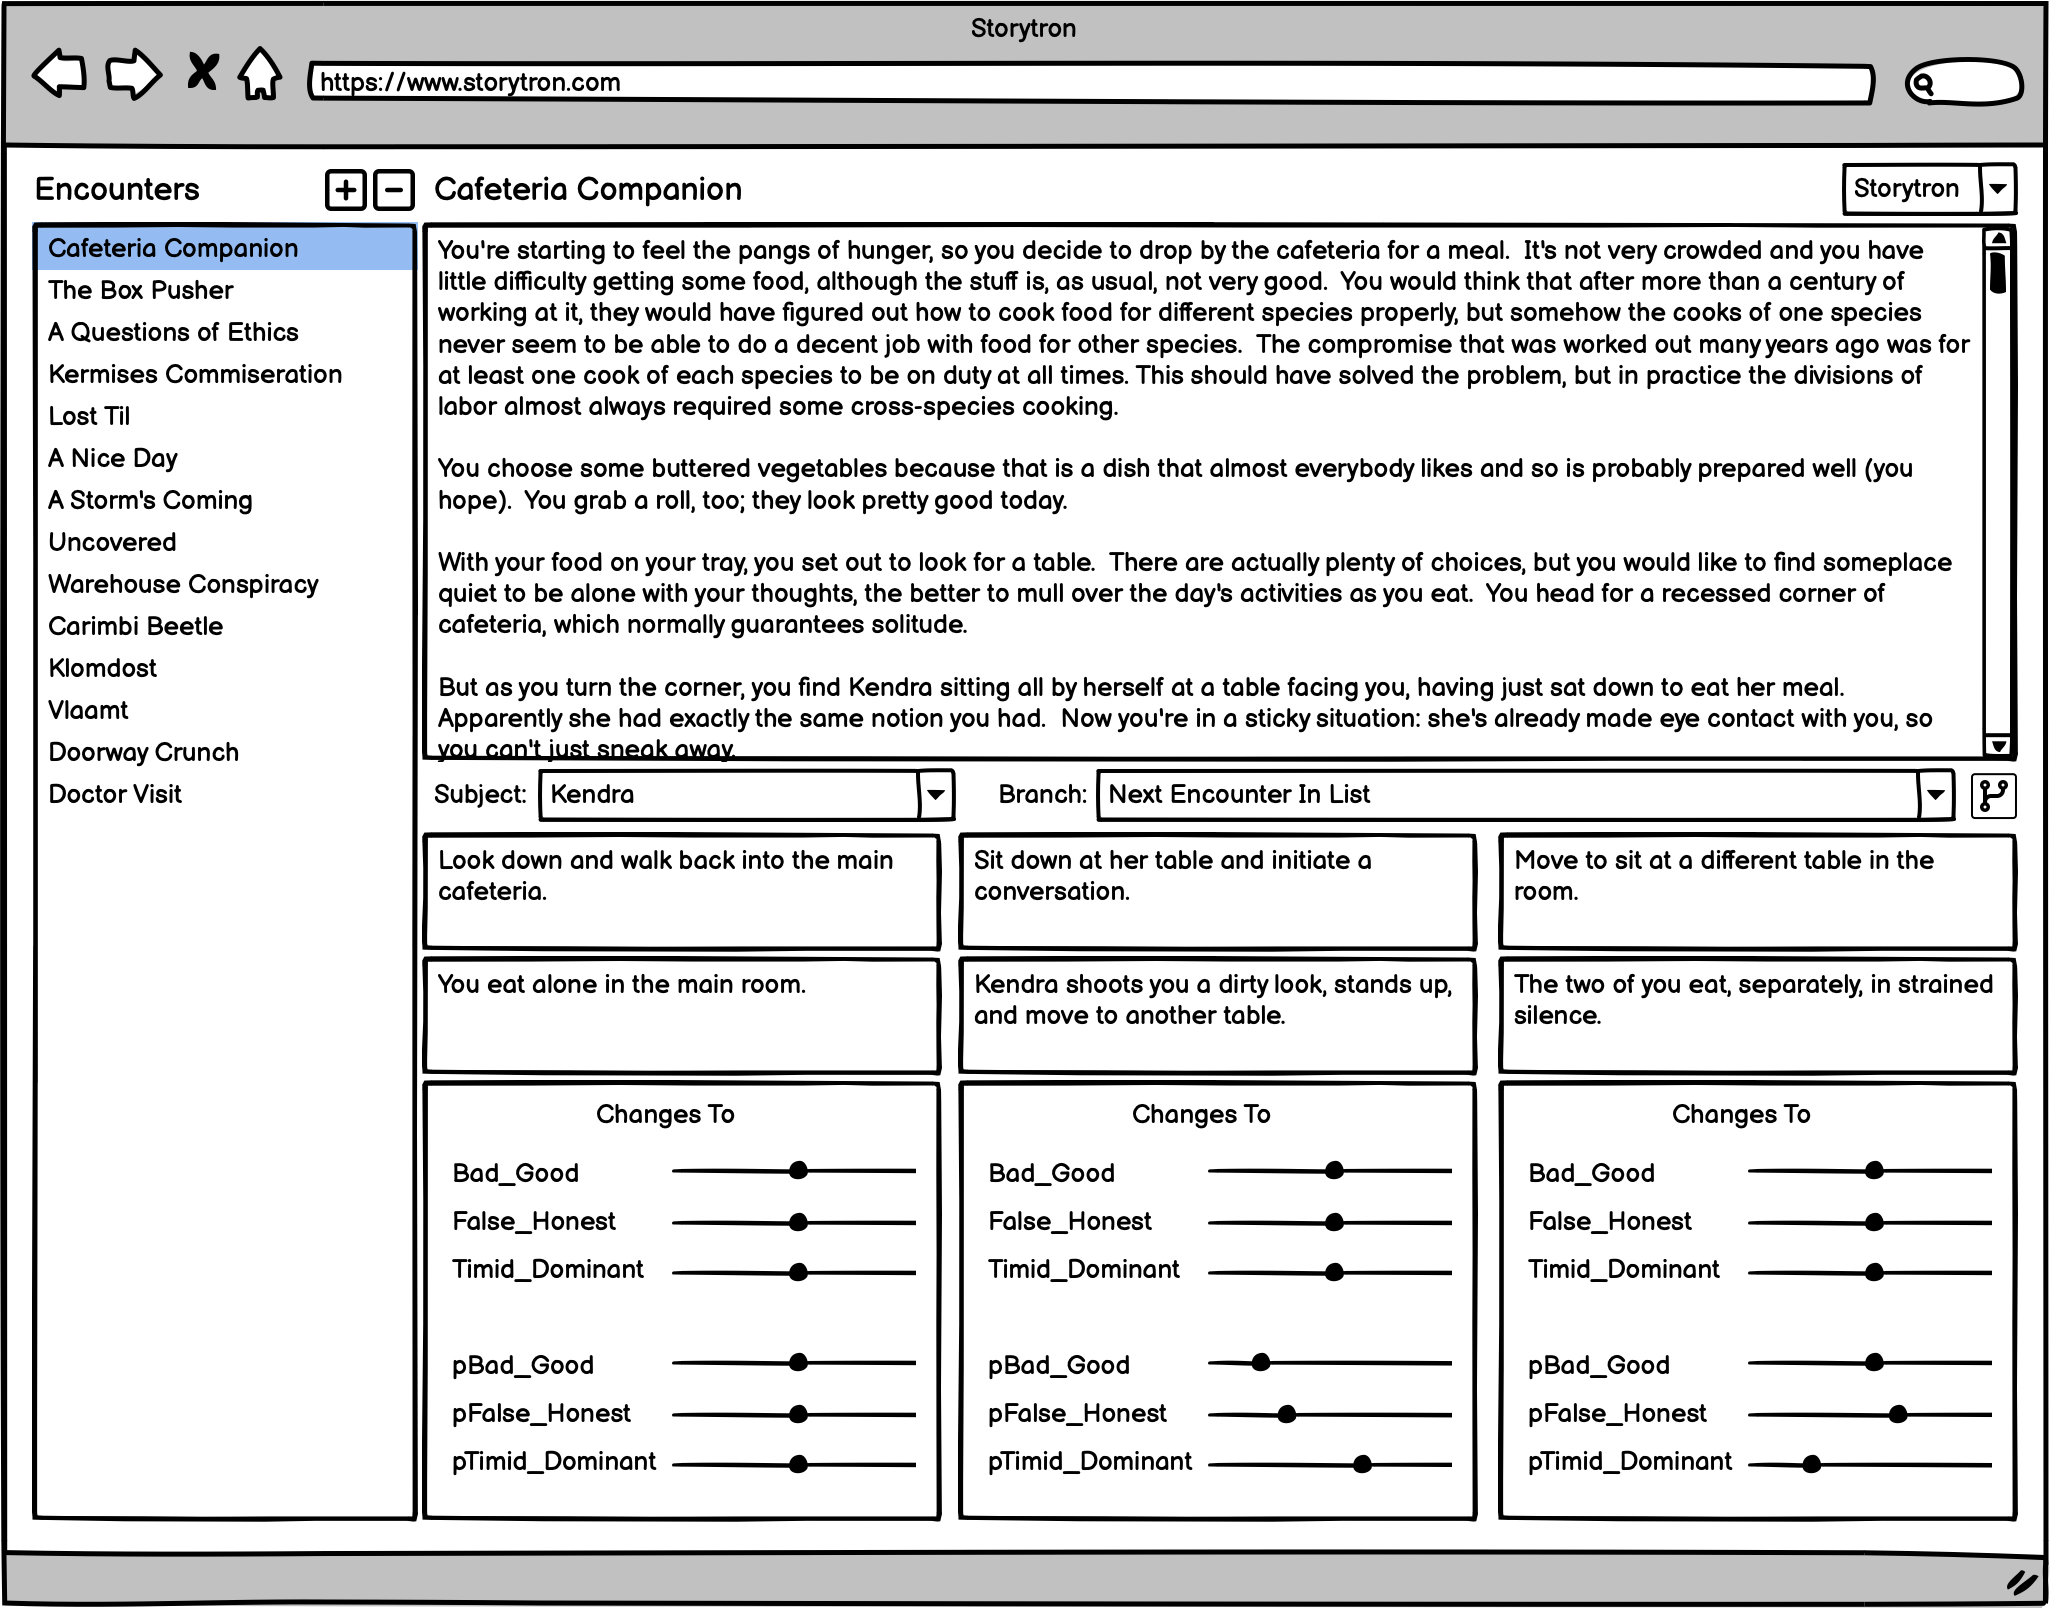 Storytron
https://www.storytron.com
Encounters
Cafeteria Companion
Storytron
Cafeteria Companion
The Box Pusher
A Questions of Ethics
Kermises Commiseration
Lost Til
A Nice Day
A Storm's Coming
Uncovered
Warehouse Conspiracy
Carimbi Beetle
Klomdost
Vlaamt
Doorway Crunch
Doctor Visit
You're starting to feel the pangs of hunger, so you decide to drop by the cafeteria for a meal.  It's not very crowded and you have
little difficulty getting some food, although the stuff is, as usual, not very good.  You would think that after more than a century of
working at it, they would have figured out how to cook food for different species properly, but somehow the cooks of one species
never seem to be able to do a decent job with food for other species.  The compromise that was worked out many years ago was for
at least one cook of each species to be on duty at all times. This should have solved the problem, but in practice the divisions of
labor almost always required some cross-species cooking.
You choose some buttered vegetables because that is a dish that almost everybody likes and so is probably prepared well (you
hope).  You grab a roll, too; they look pretty good today.
With your food on your tray, you set out to look for a table.  There are actually plenty of choices, but you would like to find someplace
quiet to be alone with your thoughts, the better to mull over the day's activities as you eat.  You head for a recessed corner of
cafeteria, which normally guarantees solitude.
But as you turn the corner, you find Kendra sitting all by herself at a table facing you, having just sat down to eat her meal.
Apparently she had exactly the same notion you had.  Now you're in a sticky situation: she's already made eye contact with you, so
you can't just sneak away.
Subject: Kendra
Branch: Next Encounter In List
Look down and walk back into the main
cafeteria.
Sit down at her table and initiate a
conversation.
Move to sit at a different table in the
room.
You eat alone in the main room.
Kendra shoots you a dirty look, stands up,
and move to another table.
The two of you eat, separately, in strained
silence.
Changes To
Bad_Good
False_Honest
Timid_Dominant
pBad_Good
pFalse_Honest
pTimid_Dominant
Changes To
Bad_Good
False_Honest
Timid_Dominant
pBad_Good
pFalse_Honest
pTimid_Dominant
Changes To
Bad_Good
False_Honest
Timid_Dominant
pBad_Good
pFalse_Honest
pTimid_Dominant